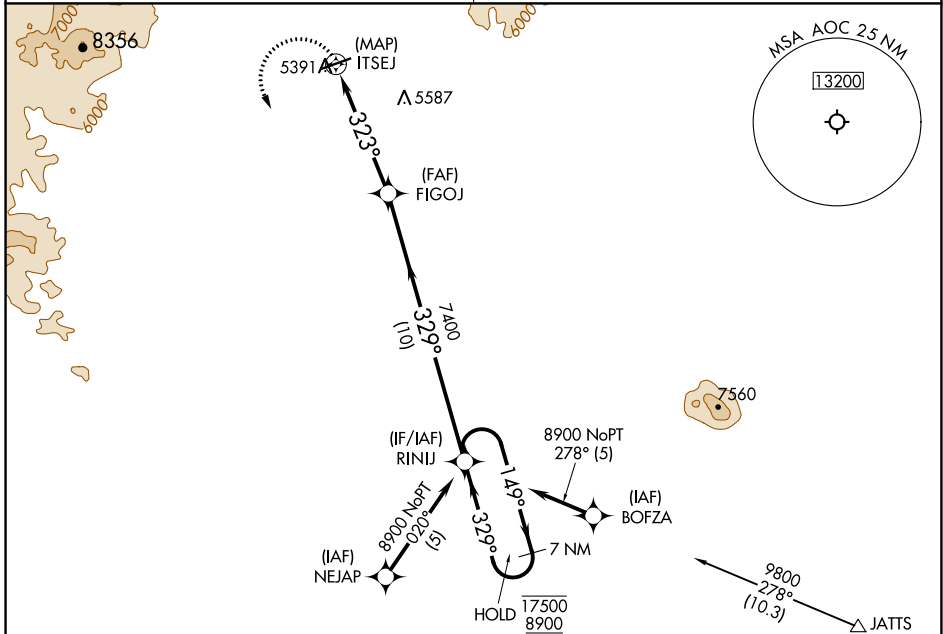 7000
8356
6000
6000
(MAP)
ITSEJ
5391
5587
MSA AOC 25 NM
13200
323°
(FAF)
FIGOJ
7400
329°
(10)
7560
(IF/IAF)
RINIJ
8900 NoPT
278° (5)
149°
(IAF)
BOFZA
8900 NoPT
020°
(5)
329°
7 NM
(IAF)
NEJAP
HOLD
17500
8900
9800
278°
(10.3)
JATTS